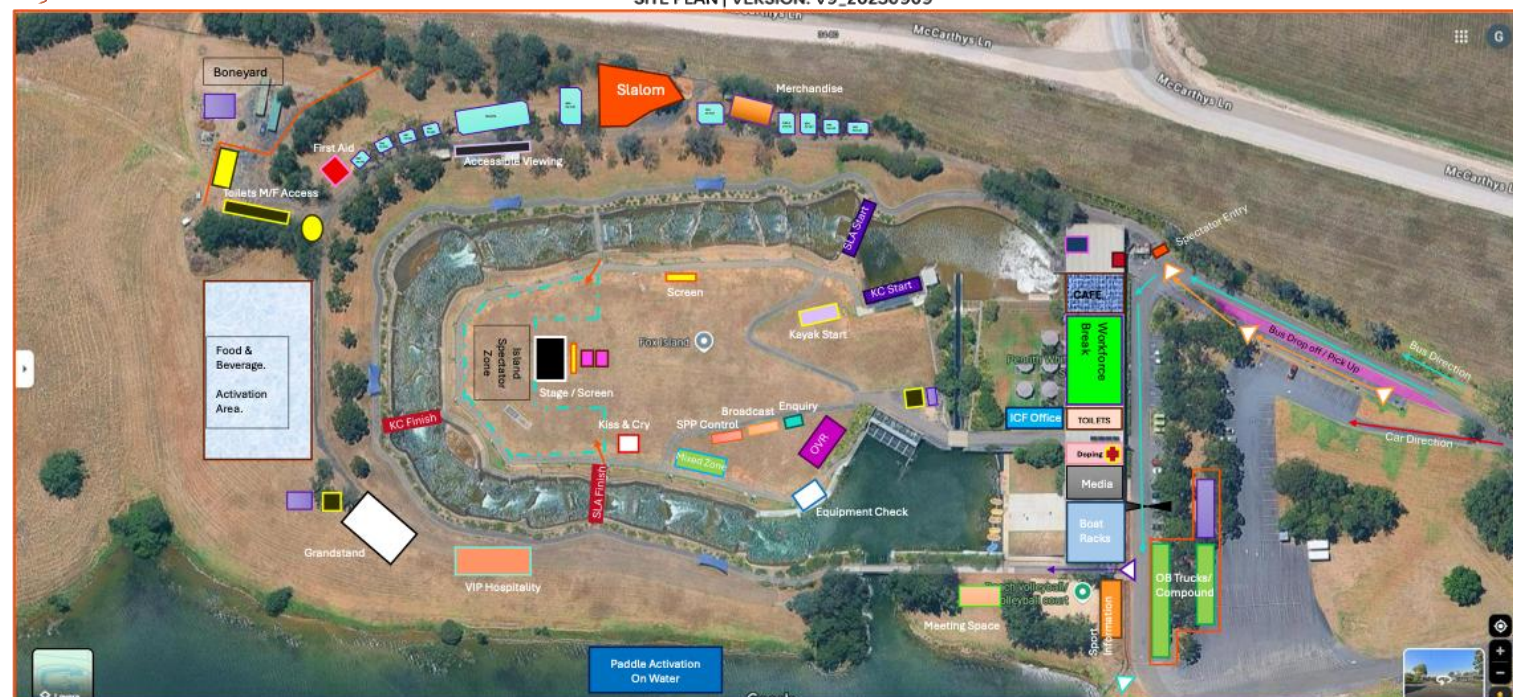 SITE PLAN | VERSION: V9_20250909
McCarthys Ln
McCarthys Ln
McCarthys Ln
G
Boneyard
Slalom
Merchandise
First Aid
Accessible Viewing
Toilets M/F Access
SLA Start
Spectator Entry
KC Start
Screen
CAFE
Kayak Start
Fox Island
Workforce
Break
Bus Drop off / Pick Up
Bus Direction
Food &
Beverage.
Activation
Area.
Island
Spectator
Zone
Stage / Screen
KC Finish
Kiss & Cry
SPP Control
Broadcast
Enquiry
OVR
Mixed Zone
ICF Office
TOILETS
Car Direction
Doping
Media
SLA Finish
Equipment Check
Boat
Racks
Grandstand
VIP Hospitality
OB Trucks/
Compound
Meeting Space
Sport
Information
Paddle Activation
On Water